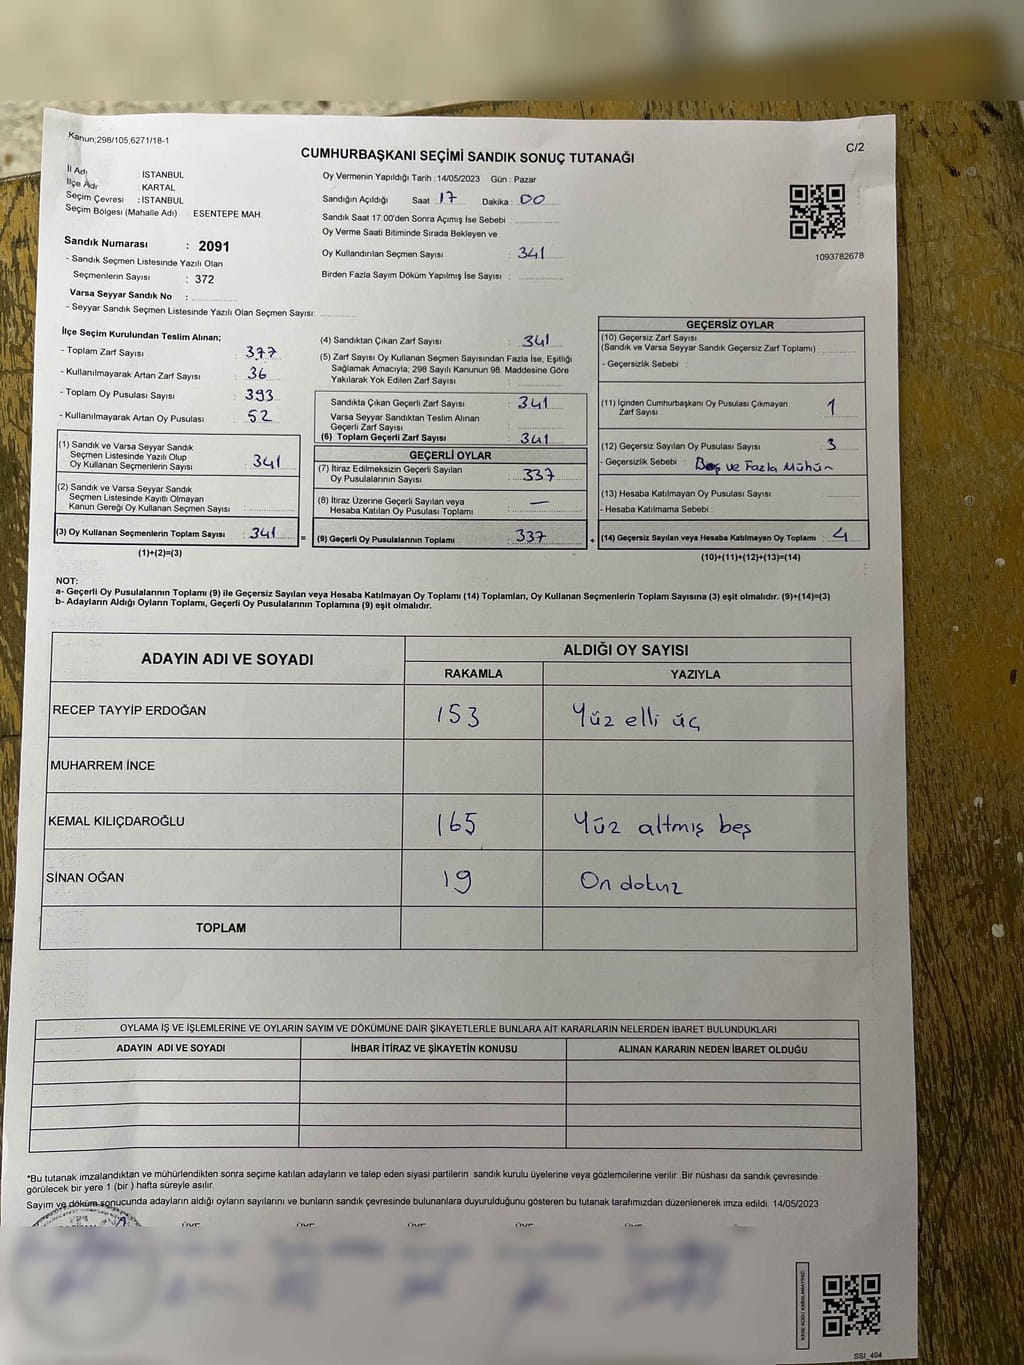 Kanun;298/105,6271/18-1
C/2
CUMHURBAŞKANI SEÇİMİ SANDIK SONUÇ TUTANAĞI
İl Adı : İSTANBUL
İlçe Adı : KARTAL
Seçim Çevresi : İSTANBUL
Seçim Bölgesi (Mahalle Adı) : ESENTEPE MAH.
Sandık Numarası : 2091
- Sandık Seçmen Listesinde Yazılı Olan
Seçmenlerin Sayısı : 372
Varsa Seyyar Sandık No :
- Seyyar Sandık Seçmen Listesinde Yazılı Olan Seçmen Sayısı:
Oy Vermenin Yapıldığı Tarih :14/05/2023 Gün : Pazar
Sandığın Açıldığı Saat : 17 Dakika : 00
Sandık Saat 17:00'den Sonra Açımış İse Sebebi :
Oy Verme Saati Bitiminde Sırada Bekleyen ve
Oy Kullandırılan Seçmen Sayısı : 341
Birden Fazla Sayım Döküm Yapılmış İse Sayısı :
1093782678
İlçe Seçim Kurulundan Teslim Alınan;
- Toplam Zarf Sayısı : 377
- Kullanılmayarak Artan Zarf Sayısı : 36
- Toplam Oy Pusulası Sayısı : 393
- Kullanılmayarak Artan Oy Pusulası : 52
(1) Sandık ve Varsa Seyyar Sandık
Seçmen Listesinde Yazılı Olup
Oy Kullanan Seçmenlerin Sayısı : 341
(2) Sandık ve Varsa Seyyar Sandık
Seçmen Listesinde Kayıtlı Olmayan
Kanun Gereği Oy Kullanan Seçmen Sayısı :
(3) Oy Kullanan Seçmenlerin Toplam Sayısı : 341
(1)+(2)=(3)
(4) Sandıktan Çıkan Zarf Sayısı : 341
(5) Zarf Sayısı Oy Kullanan Seçmen Sayısından Fazla İse, Eşitliği
Sağlamak Amacıyla; 298 Sayılı Kanunun 98. Maddesine Göre
Yakılarak Yok Edilen Zarf Sayısı :
Sandıkta Çıkan Geçerli Zarf Sayısı : 341
Varsa Seyyar Sandıktan Teslim Alınan
Geçerli Zarf Sayısı :
(6) Toplam Geçerli Zarf Sayısı : 341
GEÇERLİ OYLAR
(7) İtiraz Edilmeksizin Geçerli Sayılan
Oy Pusulalarının Sayısı : 337
(8) İtiraz Üzerine Geçerli Sayılan veya
Hesaba Katılan Oy Pusulası Toplamı : —
= (9) Geçerli Oy Pusulalarının Toplamı : 337
GEÇERSİZ OYLAR
(10) Geçersiz Zarf Sayısı
(Sandık ve Varsa Seyyar Sandık Geçersiz Zarf Toplamı) :
- Geçersizlik Sebebi :
(11) İçinden Cumhurbaşkanı Oy Pusulası Çıkmayan
Zarf Sayısı : 1
(12) Geçersiz Sayılan Oy Pusulası Sayısı : 3
- Geçersizlik Sebebi : Boş ve Fazla Mühür
(13) Hesaba Katılmayan Oy Pusulası Sayısı :
- Hesaba Katılmama Sebebi :
+ (14) Geçersiz Sayılan veya Hesaba Katılmayan Oy Toplamı : 4
(10)+(11)+(12)+(13)=(14)
NOT:
a- Geçerli Oy Pusulalarının Toplamı (9) ile Geçersiz Sayılan veya Hesaba Katılmayan Oy Toplamı (14) Toplamları, Oy Kullanan Seçmenlerin Toplam Sayısına (3) eşit olmalıdır. (9)+(14)=(3)
b- Adayların Aldığı Oyların Toplamı, Geçerli Oy Pusulalarının Toplamına (9) eşit olmalıdır.
ADAYIN ADI VE SOYADI
ALDIĞI OY SAYISI
RAKAMLA YAZIYLA
RECEP TAYYİP ERDOĞAN 153 Yüz elli üç
MUHARREM İNCE
KEMAL KILIÇDAROĞLU 165 Yüz altmış beş
SİNAN OĞAN 19 On dokuz
TOPLAM
OYLAMA İŞ VE İŞLEMLERİNE VE OYLARIN SAYIM VE DÖKÜMÜNE DAİR ŞİKAYETLERLE BUNLARA AİT KARARLARIN NELERDEN İBARET BULUNDUKLARI
ADAYIN ADI VE SOYADI İHBAR İTİRAZ VE ŞİKAYETİN KONUSU ALINAN KARARIN NEDEN İBARET OLDUĞU
*Bu tutanak imzalandıktan ve mühürlendikten sonra seçime katılan adayların ve talep eden siyasi partilerin sandık kurulu üyelerine veya gözlemcilerine verilir .Bir nüshası da sandık çevresinde
görülecek bir yere 1 (bir ) hafta süreyle asılır.
Sayım ve döküm sonucunda adayların aldığı oyların sayılarını ve bunların sandık çevresinde bulunanlara duyurulduğunu gösteren bu tutanak tarafımızdan düzenlenerek imza edildi. 14/05/2023
ÜYE ÜYE ÜYE ÜYE ÜYE
SSİ_404